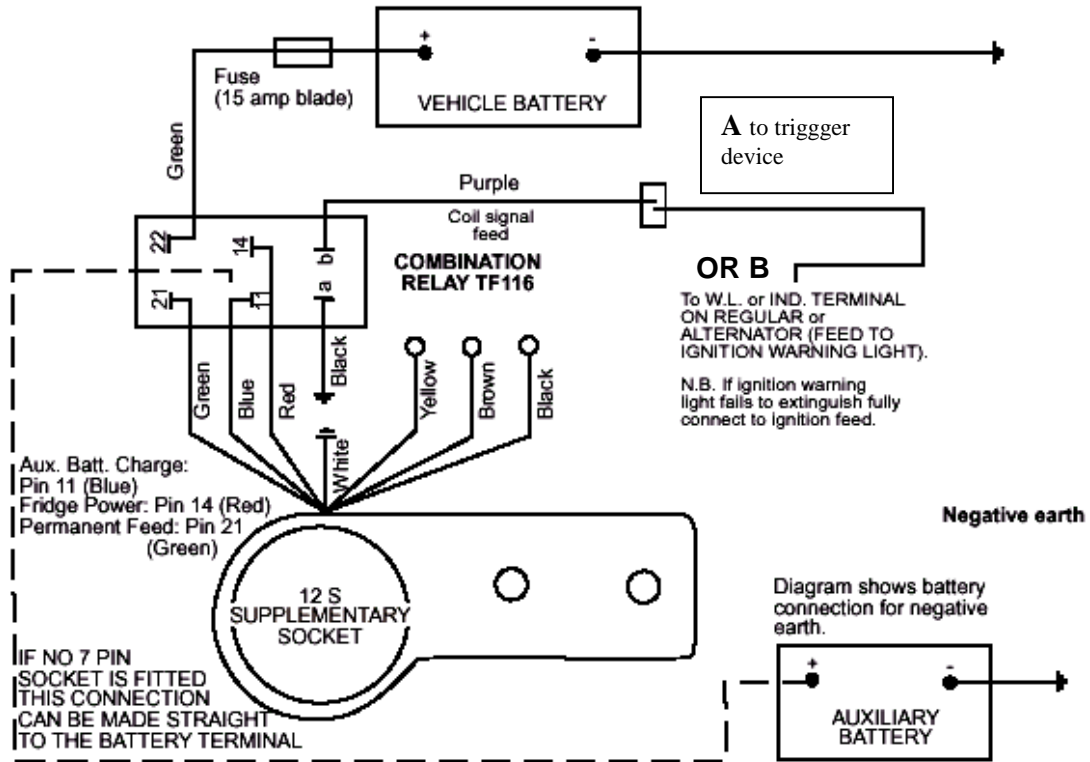 +
-
Fuse
(15 amp blade)
VEHICLE BATTERY
A to triggger
device
Green
Purple
Coil signal
feed
22
14
b
21
11
a
COMBINATION
RELAY TF116
OR B
To W.L. or IND. TERMINAL
ON REGULAR or
ALTERNATOR (FEED TO
IGNITION WARNING LIGHT).
N.B. If ignition warning
light fails to extinguish fully
connect to ignition feed.
Green
Blue
Red
Black
White
Yellow
Brown
Black
Aux. Batt. Charge:
Pin 11 (Blue)
Fridge Power: Pin 14 (Red)
Permanent Feed: Pin 21
(Green)
Negative earth
12 S
SUPPLEMENTARY
SOCKET
Diagram shows battery
connection for negative
earth.
IF NO 7 PIN
SOCKET IS FITTED
THIS CONNECTION
CAN BE MADE STRAIGHT
TO THE BATTERY TERMINAL
+
-
AUXILIARY
BATTERY